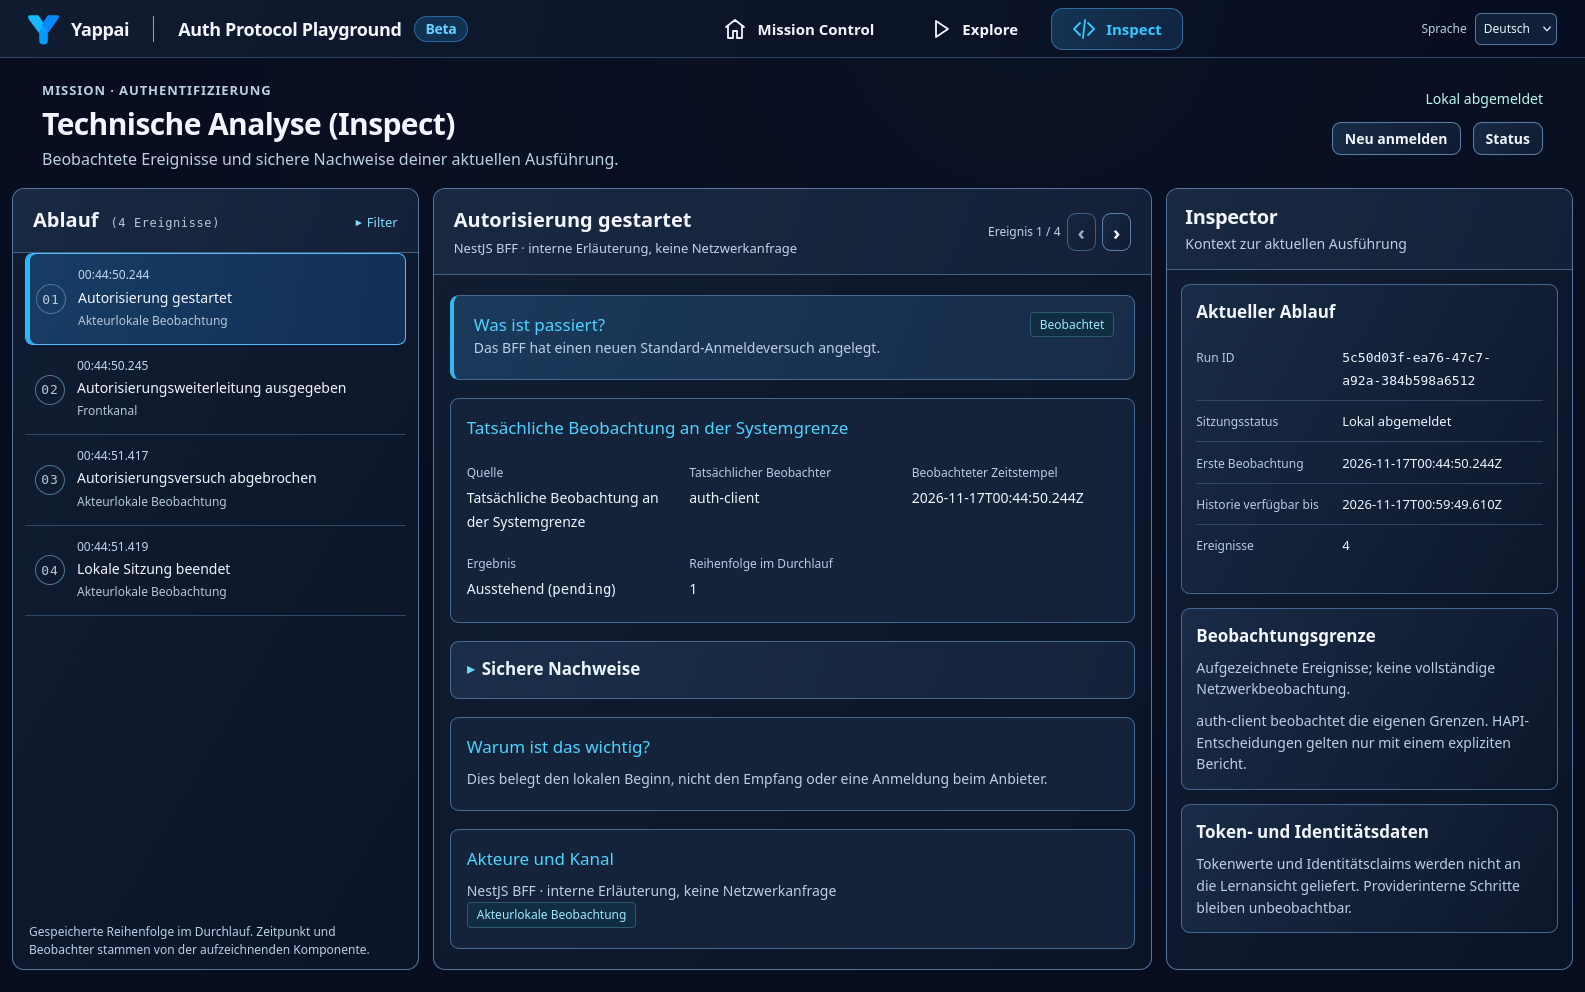 Yappai
Auth Protocol Playground
Beta
Mission Control
Explore
Inspect
Sprache
Deutsch
MISSION · AUTHENTIFIZIERUNG
Technische Analyse (Inspect)
Beobachtete Ereignisse und sichere Nachweise deiner aktuellen Ausführung.
Lokal abgemeldet
Neu anmelden
Status
Ablauf (4 Ereignisse)
▸ Filter
01
00:44:50.244
Autorisierung gestartet
Akteurlokale Beobachtung
02
00:44:50.245
Autorisierungsweiterleitung ausgegeben
Frontkanal
03
00:44:51.417
Autorisierungsversuch abgebrochen
Akteurlokale Beobachtung
04
00:44:51.419
Lokale Sitzung beendet
Akteurlokale Beobachtung
Gespeicherte Reihenfolge im Durchlauf. Zeitpunkt und
Beobachter stammen von der aufzeichnenden Komponente.
Autorisierung gestartet
NestJS BFF · interne Erläuterung, keine Netzwerkanfrage
Ereignis 1 / 4
‹
›
Was ist passiert?
Beobachtet
Das BFF hat einen neuen Standard-Anmeldeversuch angelegt.
Tatsächliche Beobachtung an der Systemgrenze
Quelle
Tatsächliche Beobachtung an
der Systemgrenze
Tatsächlicher Beobachter
auth-client
Beobachteter Zeitstempel
2026-11-17T00:44:50.244Z
Ergebnis
Ausstehend (pending)
Reihenfolge im Durchlauf
1
▸ Sichere Nachweise
Warum ist das wichtig?
Dies belegt den lokalen Beginn, nicht den Empfang oder eine Anmeldung beim Anbieter.
Akteure und Kanal
NestJS BFF · interne Erläuterung, keine Netzwerkanfrage
Akteurlokale Beobachtung
Inspector
Kontext zur aktuellen Ausführung
Aktueller Ablauf
Run ID
5c50d03f-ea76-47c7-
a92a-384b598a6512
Sitzungsstatus
Lokal abgemeldet
Erste Beobachtung
2026-11-17T00:44:50.244Z
Historie verfügbar bis
2026-11-17T00:59:49.610Z
Ereignisse
4
Beobachtungsgrenze
Aufgezeichnete Ereignisse; keine vollständige
Netzwerkbeobachtung.
auth-client beobachtet die eigenen Grenzen. HAPI-
Entscheidungen gelten nur mit einem expliziten
Bericht.
Token- und Identitätsdaten
Tokenwerte und Identitätsclaims werden nicht an
die Lernansicht geliefert. Providerinterne Schritte
bleiben unbeobachtbar.